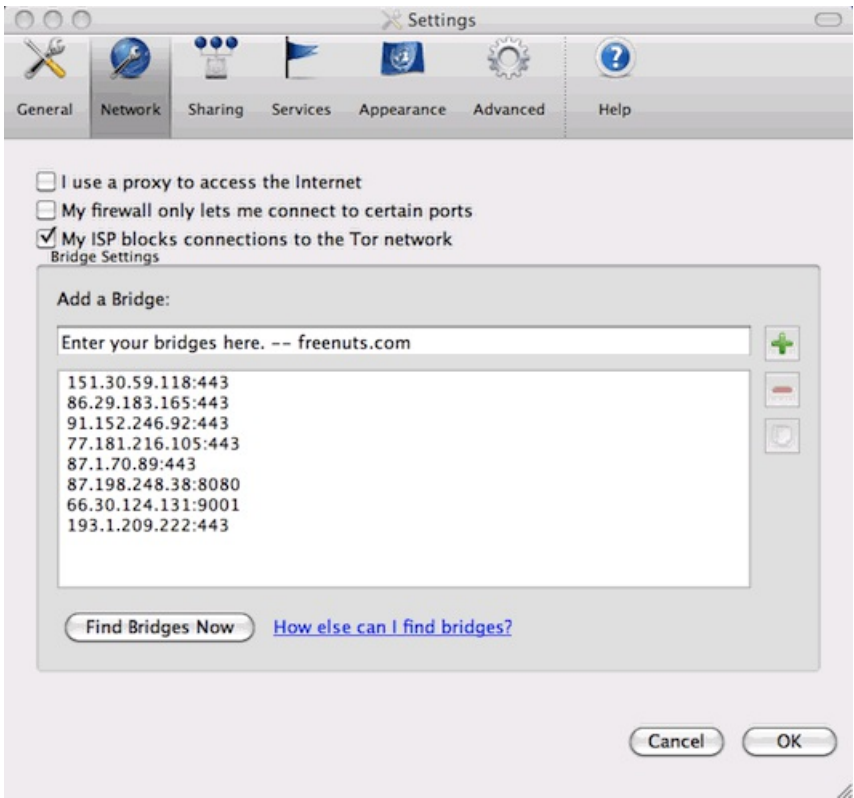 Settings
General Network Sharing Services Appearance Advanced Help
I use a proxy to access the Internet
My firewall only lets me connect to certain ports
My ISP blocks connections to the Tor network
Bridge Settings
Add a Bridge:
Enter your bridges here. -- freenuts.com
151.30.59.118:443
86.29.183.165:443
91.152.246.92:443
77.181.216.105:443
87.1.70.89:443
87.198.248.38:8080
66.30.124.131:9001
193.1.209.222:443
Find Bridges Now How else can I find bridges?
Cancel OK